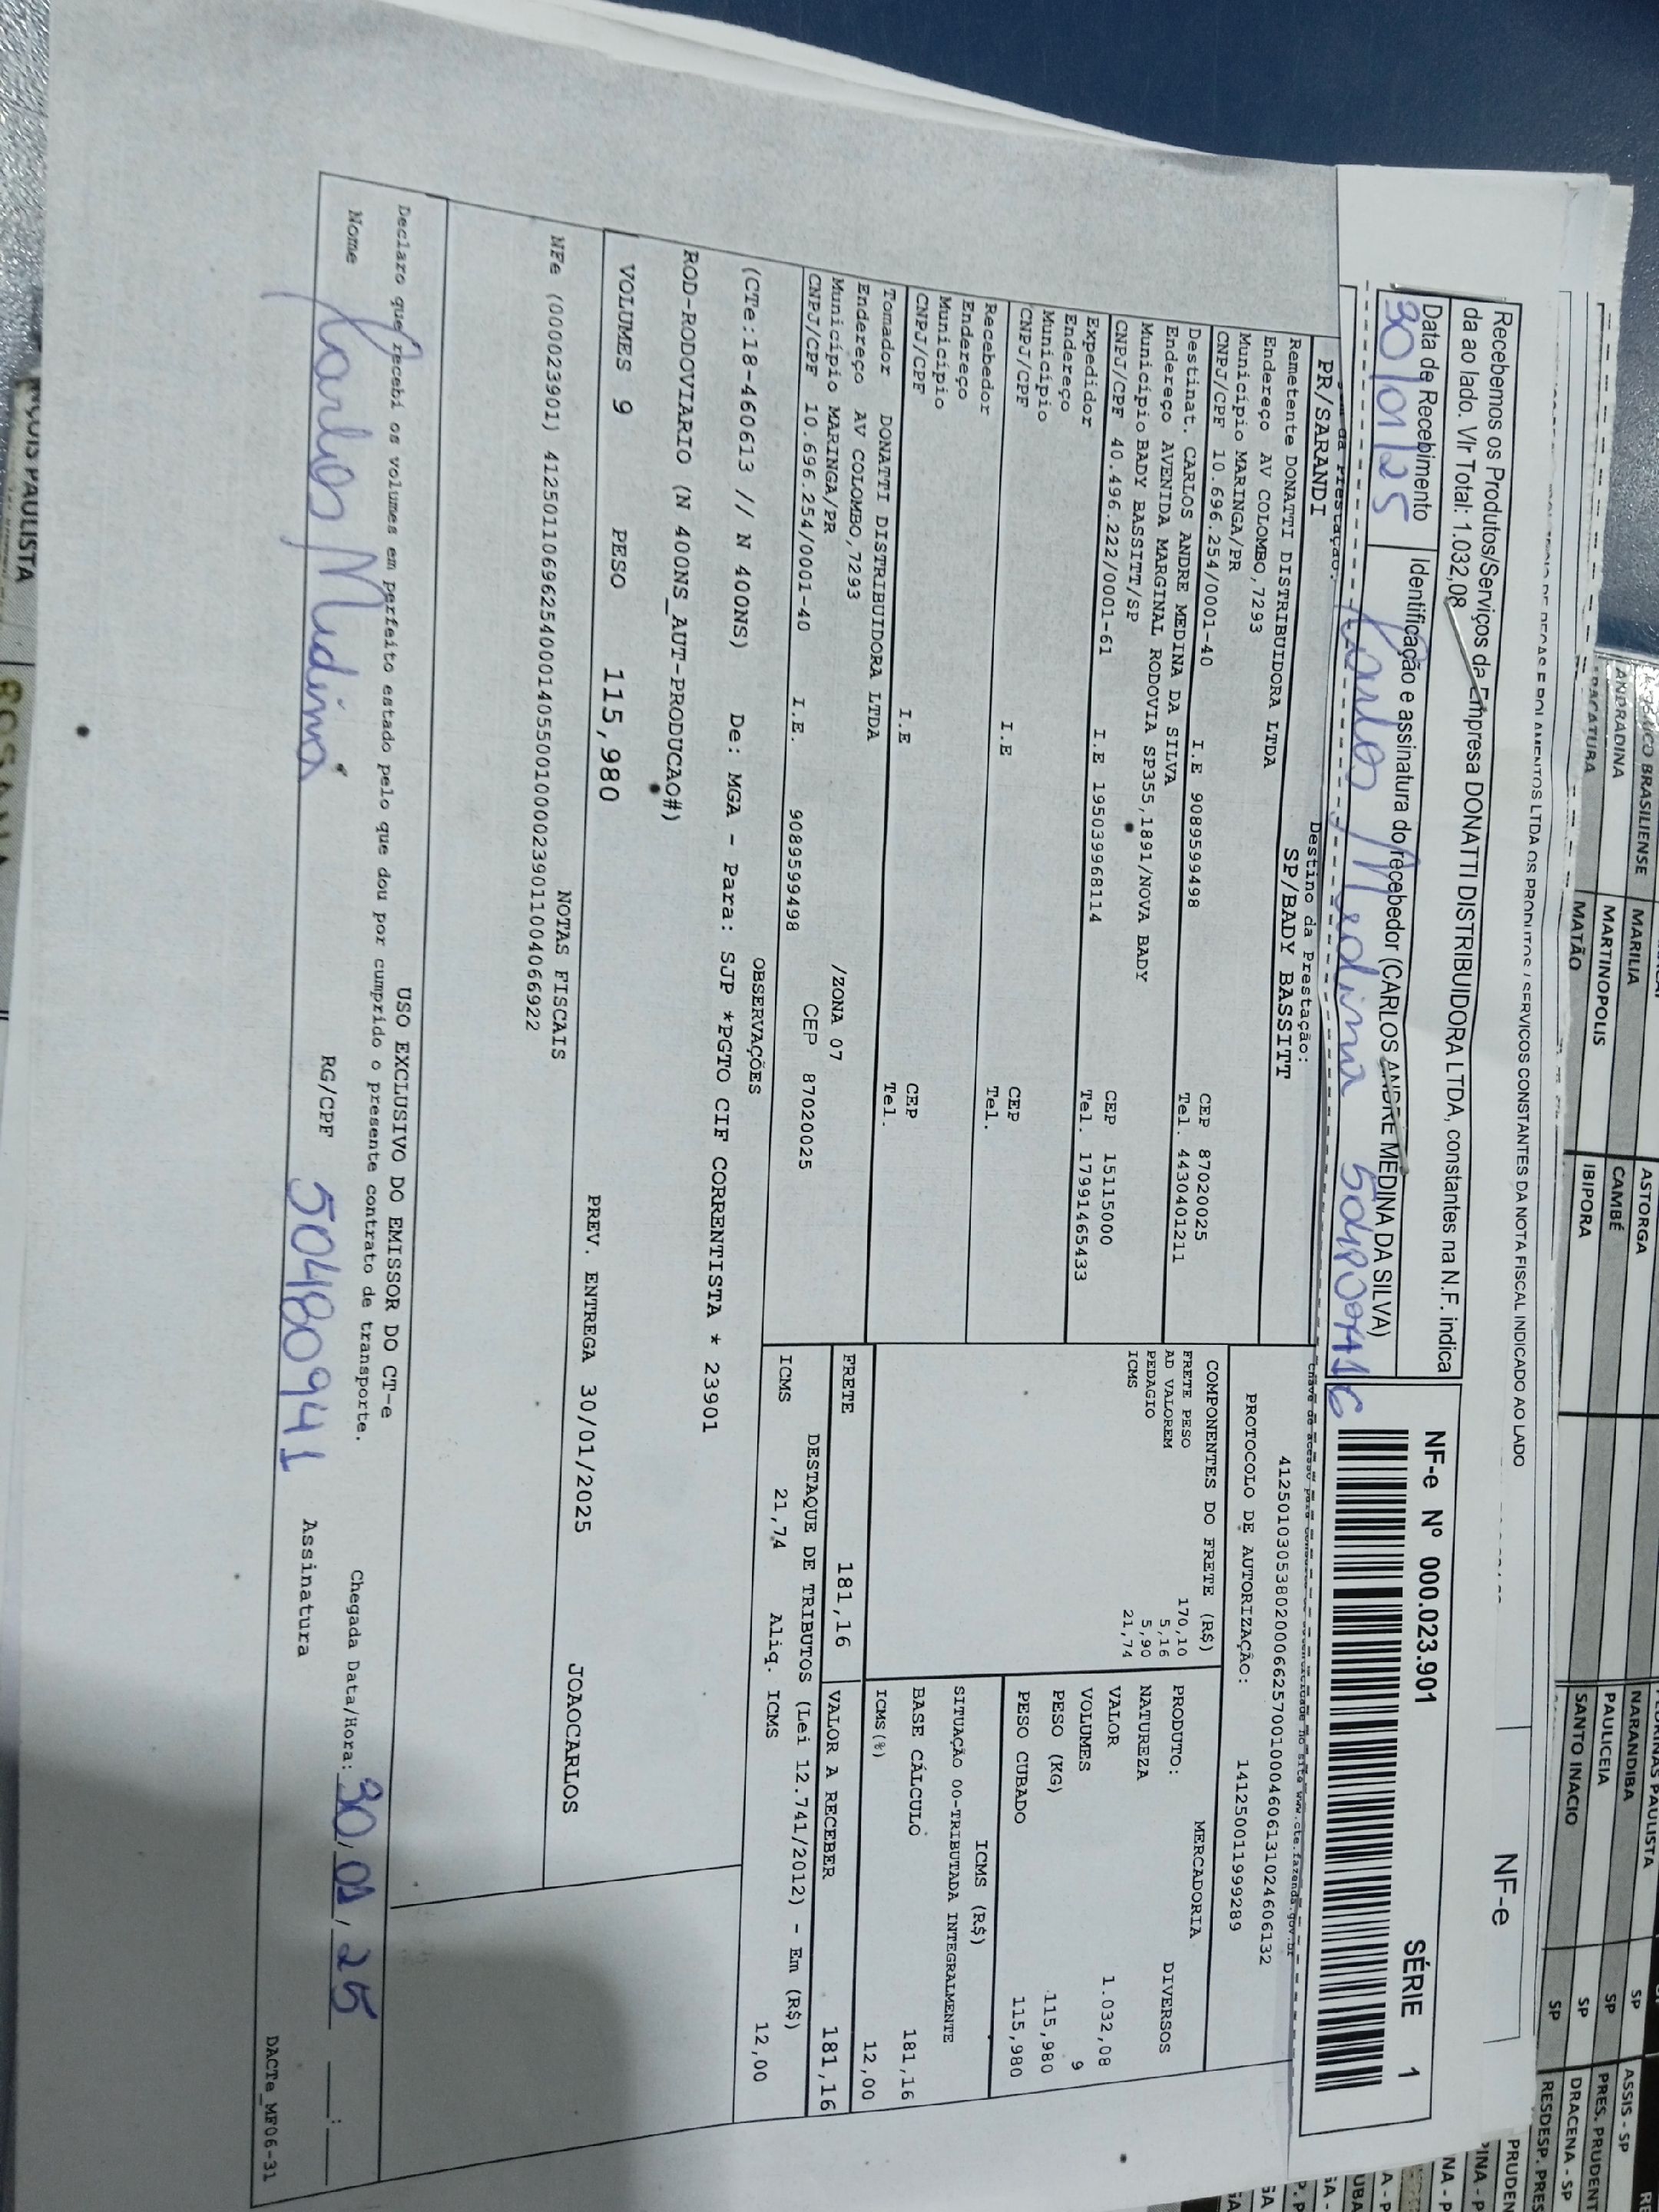 ASTORGA
MARILIA
NARANDIBA
SP
ASSIS - SP
ANDRADINA
MARTINOPOLIS
CAMBÉ
PAULICEIA
SP
MATÃO
IBIPORA
SANTO INACIO
SP
DRACENA - SP
SP
NF-e
Recebemos os Produtos/Serviços da Empresa DONATTI DISTRIBUIDORA LTDA, constantes na N.F. indica
da ao lado. Vlr Total: 1.032,08
NF-e Nº 000.023.901
SÉRIE 1
Data de Recebimento
Identificação e assinatura do recebedor (CARLOS ANDRE MEDINA DA SILVA)
30/01/25
Carlos Medina
PR/SARANDI
Destino da Prestação:
SP/BADY BASSITT
41250103053802000662570010004606131024606132
PROTOCOLO DE AUTORIZAÇÃO: 141250011999289
Remetente DONATTI DISTRIBUIDORA LTDA
Endereço AV COLOMBO,7293
Município MARINGA/PR
CEP 87020025
CNPJ/CPF 10.696.254/0001-40 I.E 9089599498 Tel. 443040​1211
Destinat. CARLOS ANDRE MEDINA DA SILVA
Endereço AVENIDA MARGINAL RODOVIA SP355,1891/NOVA BADY
Município BADY BASSITT/SP CEP 15115000
CNPJ/CPF 40.496.222/0001-61 I.E 195039968114 Tel. 17991465433
Expedidor
Endereço
Município CEP
CNPJ/CPF I.E Tel.
Recebedor
Endereço
Município CEP
CNPJ/CPF I.E Tel.
Tomador DONATTI DISTRIBUIDORA LTDA
Endereço AV COLOMBO,7293 /ZONA 07
Município MARINGA/PR CEP 87020025
CNPJ/CPF 10.696.254/0001-40 I.E. 9089599498
COMPONENTES DO FRETE (R$)
FRETE PESO 170,10
AD VALOREM 5,16
PEDAGIO 5,90
ICMS 21,74
MERCADORIA
PRODUTO: DIVERSOS
NATUREZA
VALOR 1.032,08
VOLUMES 9
PESO (KG) 115,980
PESO CUBADO 115,980
ICMS (R$)
SITUAÇÃO 00-TRIBUTADA INTEGRALMENTE
BASE CÁLCULO 181,16
ICMS(%) 12,00
FRETE 181,16
VALOR A RECEBER 181,16
DESTAQUE DE TRIBUTOS (Lei 12.741/2012) - Em (R$)
ICMS 21,74 Aliq. ICMS 12,00
OBSERVAÇÕES
(CTe:18-460613 // N 400NS) De: MGA - Para: SJP *PGTO CIF CORRENTISTA * 23901
ROD-RODOVIARIO (N 400NS_AUT-PRODUCAO#)
VOLUMES 9 PESO 115,980 PREV. ENTREGA 30/01/2025 JOAOCARLOS
NOTAS FISCAIS
NFe (000023901) 41250110696254000140550010000239011004066922
USO EXCLUSIVO DO EMISSOR DO CT-e
Declaro que recebi os volumes em perfeito estado pelo que dou por cumprido o presente contrato de transporte.
Chegada Data/Hora: 30/01/25
Nome Carlos Medina RG/CPF 504180941 Assinatura
DACTe_MF06-31